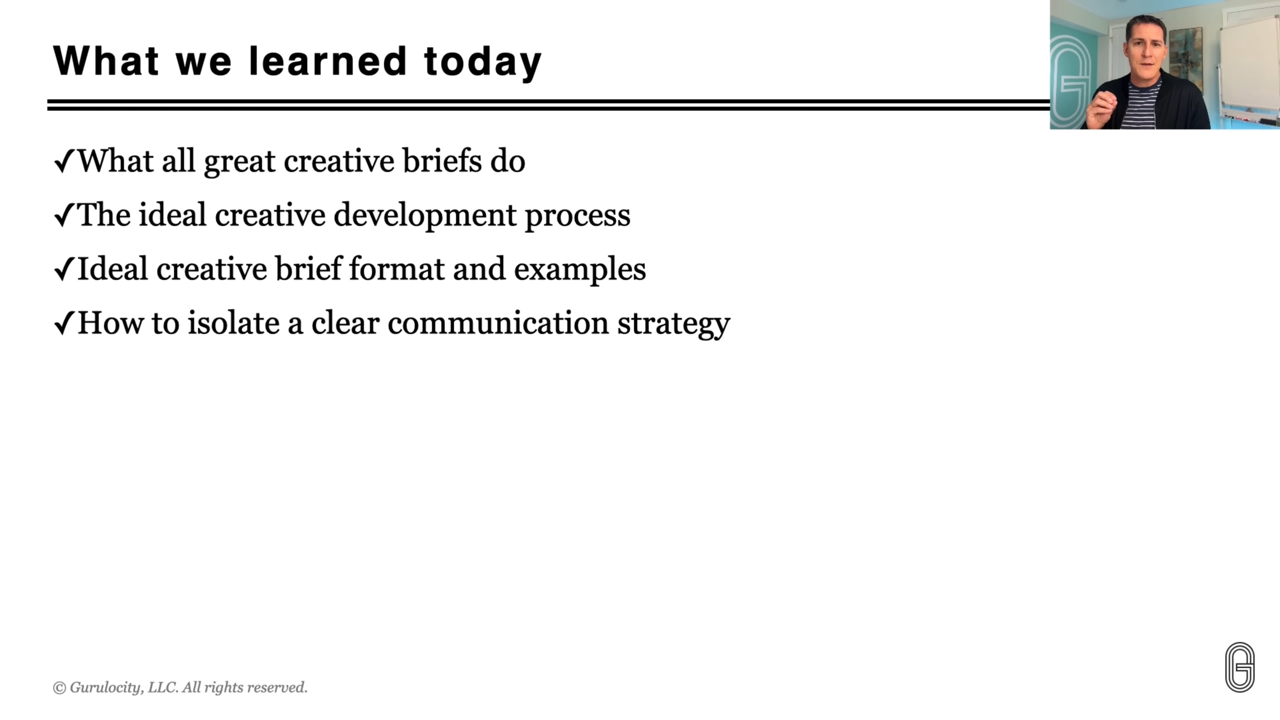 What we learned today
✓What all great creative briefs do
✓The ideal creative development process
✓Ideal creative brief format and examples
✓How to isolate a clear communication strategy
© Gurulocity, LLC. All rights reserved.